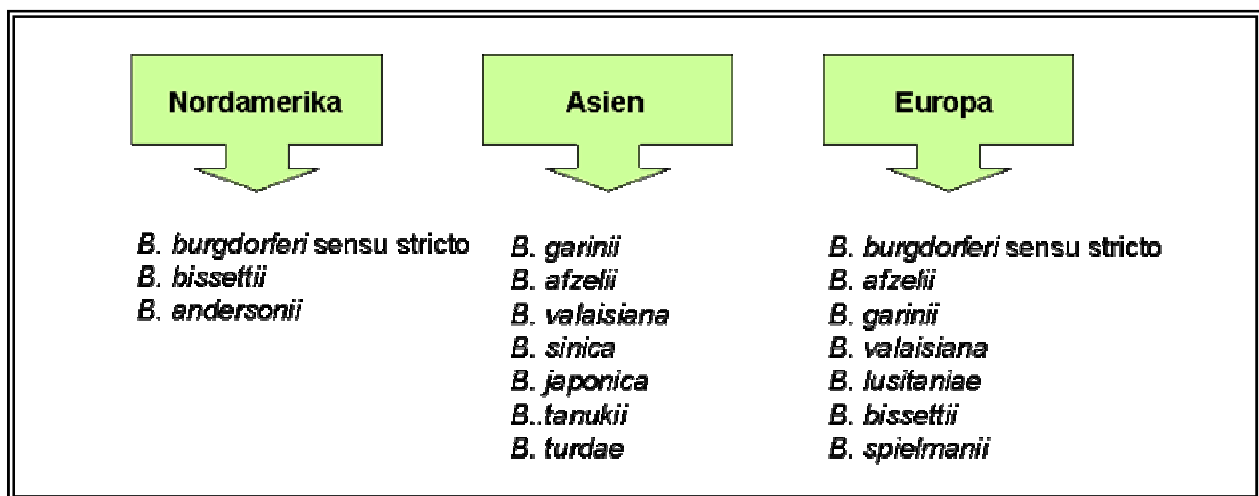 Nordamerika
B. burgdorferi sensu stricto
B. bissettii
B. andersonii
Asien
B. garinii
B. afzelii
B. valaisiana
B. sinica
B. japonica
B..tanukii
B. turdae
Europa
B. burgdorferi sensu stricto
B. afzelii
B. garinii
B. valaisiana
B. lusitaniae
B. bissettii
B. spielmanii